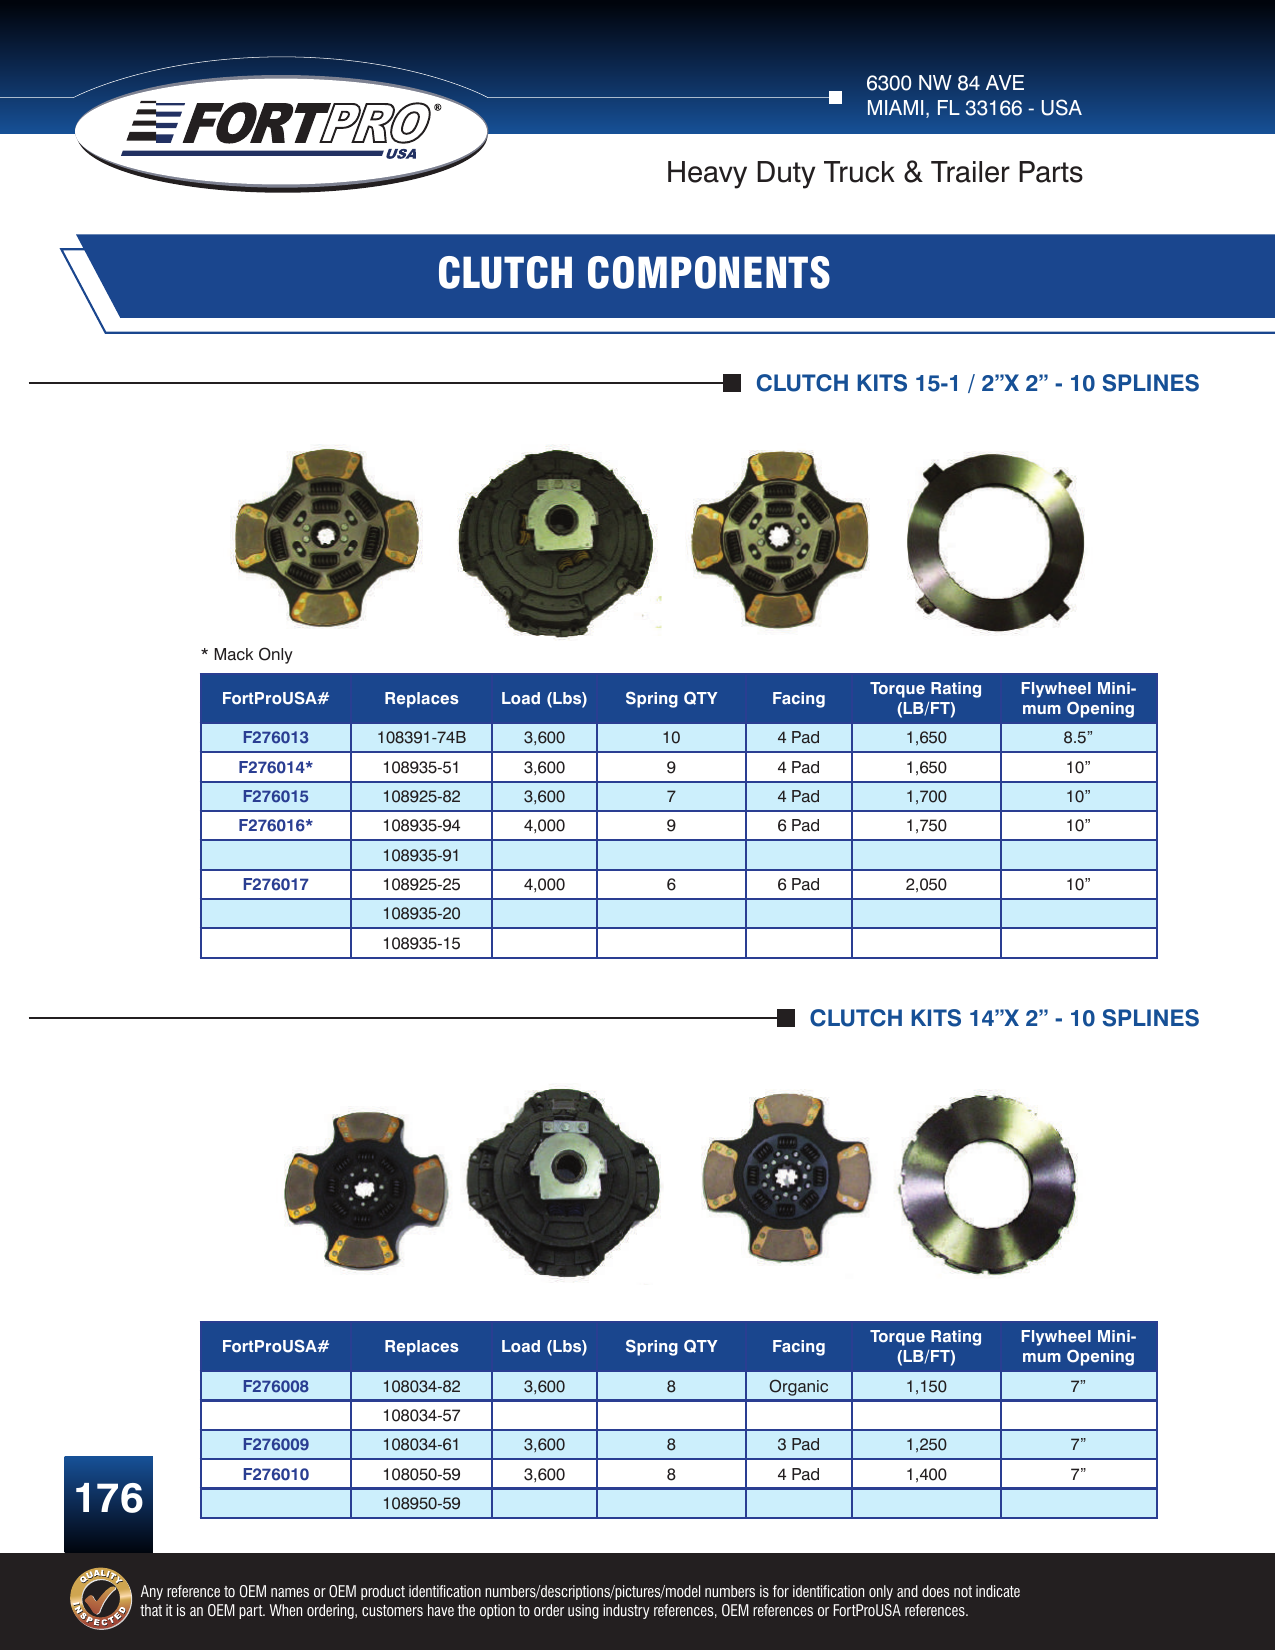 6300 NW 84 AVE
MIAMI, FL 33166 - USA
FORTPRO®
USA
Heavy Duty Truck & Trailer Parts
CLUTCH COMPONENTS
CLUTCH KITS 15-1 / 2”X 2” - 10 SPLINES
* Mack Only
FortProUSA# Replaces Load (Lbs) Spring QTY Facing Torque Rating (LB/FT) Flywheel Mini-mum Opening
F276013 108391-74B 3,600 10 4 Pad 1,650 8.5”
F276014* 108935-51 3,600 9 4 Pad 1,650 10”
F276015 108925-82 3,600 7 4 Pad 1,700 10”
F276016* 108935-94 4,000 9 6 Pad 1,750 10”
108935-91
F276017 108925-25 4,000 6 6 Pad 2,050 10”
108935-20
108935-15
CLUTCH KITS 14”X 2” - 10 SPLINES
FortProUSA# Replaces Load (Lbs) Spring QTY Facing Torque Rating (LB/FT) Flywheel Mini-mum Opening
F276008 108034-82 3,600 8 Organic 1,150 7”
108034-57
F276009 108034-61 3,600 8 3 Pad 1,250 7”
F276010 108050-59 3,600 8 4 Pad 1,400 7”
108950-59
176
QUALITY
INSPECTED
Any reference to OEM names or OEM product identification numbers/descriptions/pictures/model numbers is for identification only and does not indicate
that it is an OEM part. When ordering, customers have the option to order using industry references, OEM references or FortProUSA references.